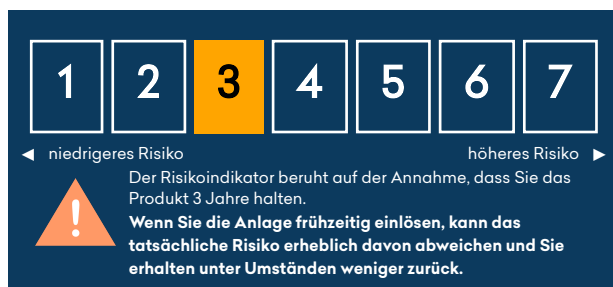 1 2 3 4 5 6 7
◄ niedrigeres Risiko höheres Risiko ►
Der Risikoindikator beruht auf der Annahme, dass Sie das
Produkt 3 Jahre halten.
! Wenn Sie die Anlage frühzeitig einlösen, kann das
tatsächliche Risiko erheblich davon abweichen und Sie
erhalten unter Umständen weniger zurück.